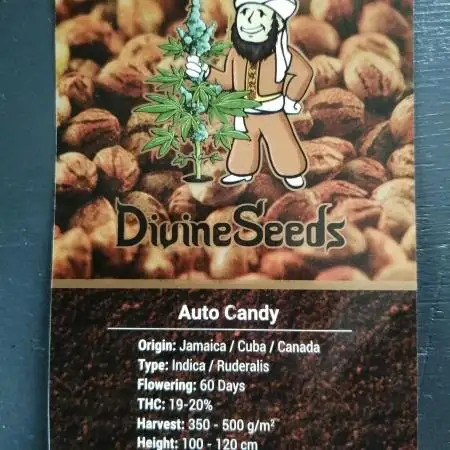 DivineSeeds
Auto Candy
Origin: Jamaica / Cuba / Canada
Type: Indica / Ruderalis
Flowering: 60 Days
THC: 19-20%
Harvest: 350 - 500 g/m²
Height: 100 - 120 cm